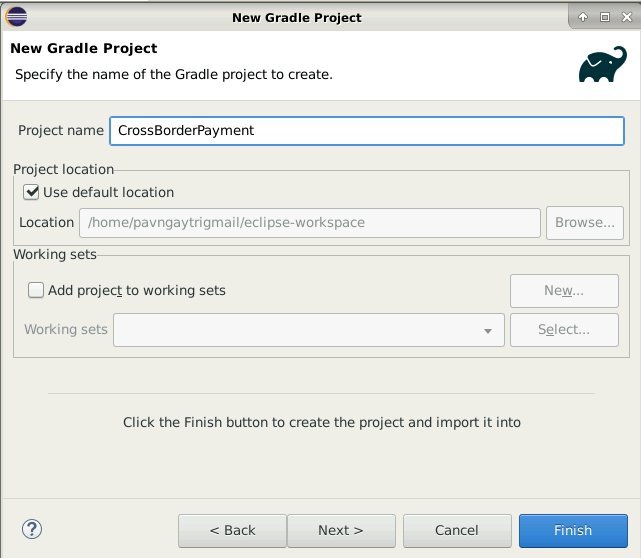 New Gradle Project
New Gradle Project
Specify the name of the Gradle project to create.
Project name CrossBorderPayment
Project location
Use default location
Location /home/pavngaytrigmail/eclipse-workspace Browse...
Working sets
Add project to working sets New...
Working sets Select...
Click the Finish button to create the project and import it into
? < Back Next > Cancel Finish